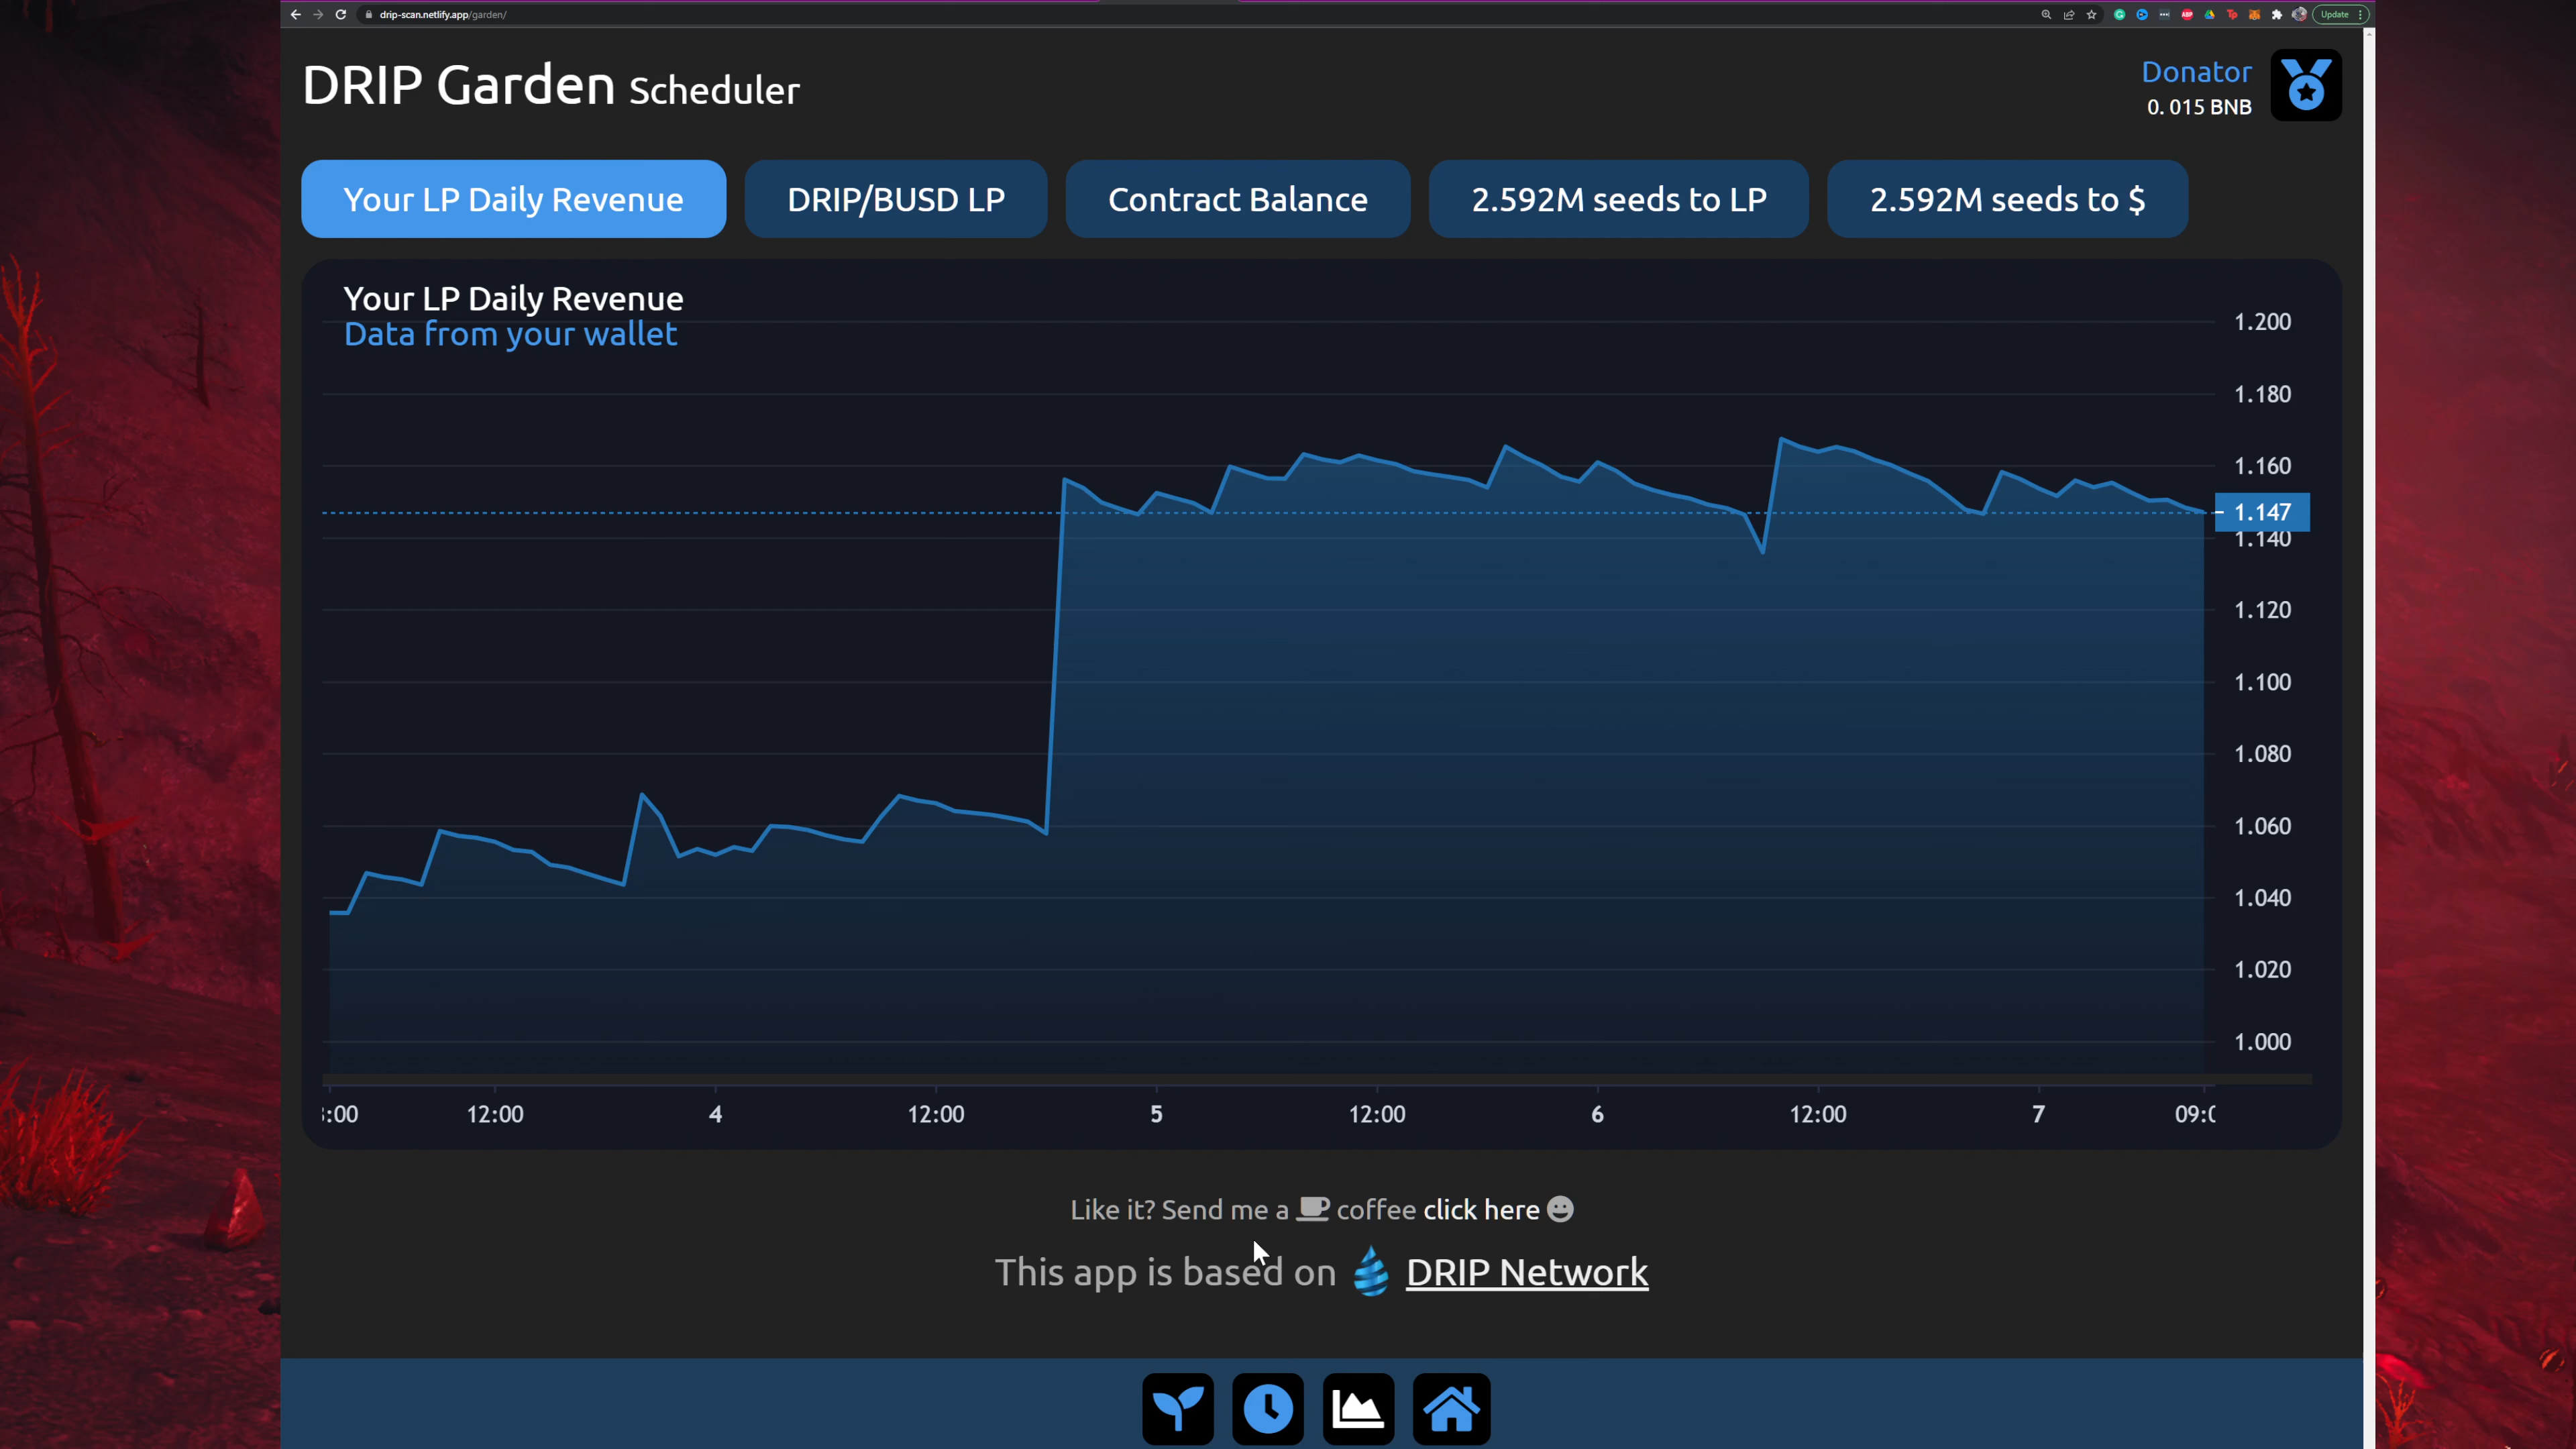 drip-scan.netlify.app/garden/
Update
DRIP Garden Scheduler
Donator
0. 015 BNB
Your LP Daily Revenue
DRIP/BUSD LP
Contract Balance
2.592M seeds to LP
2.592M seeds to $
Your LP Daily Revenue
Data from your wallet
1.200
1.180
1.160
1.147
1.140
1.120
1.100
1.080
1.060
1.040
1.020
1.000
:00
12:00
4
12:00
5
12:00
6
12:00
7
09:0
Like it? Send me a coffee click here
This app is based on DRIP Network